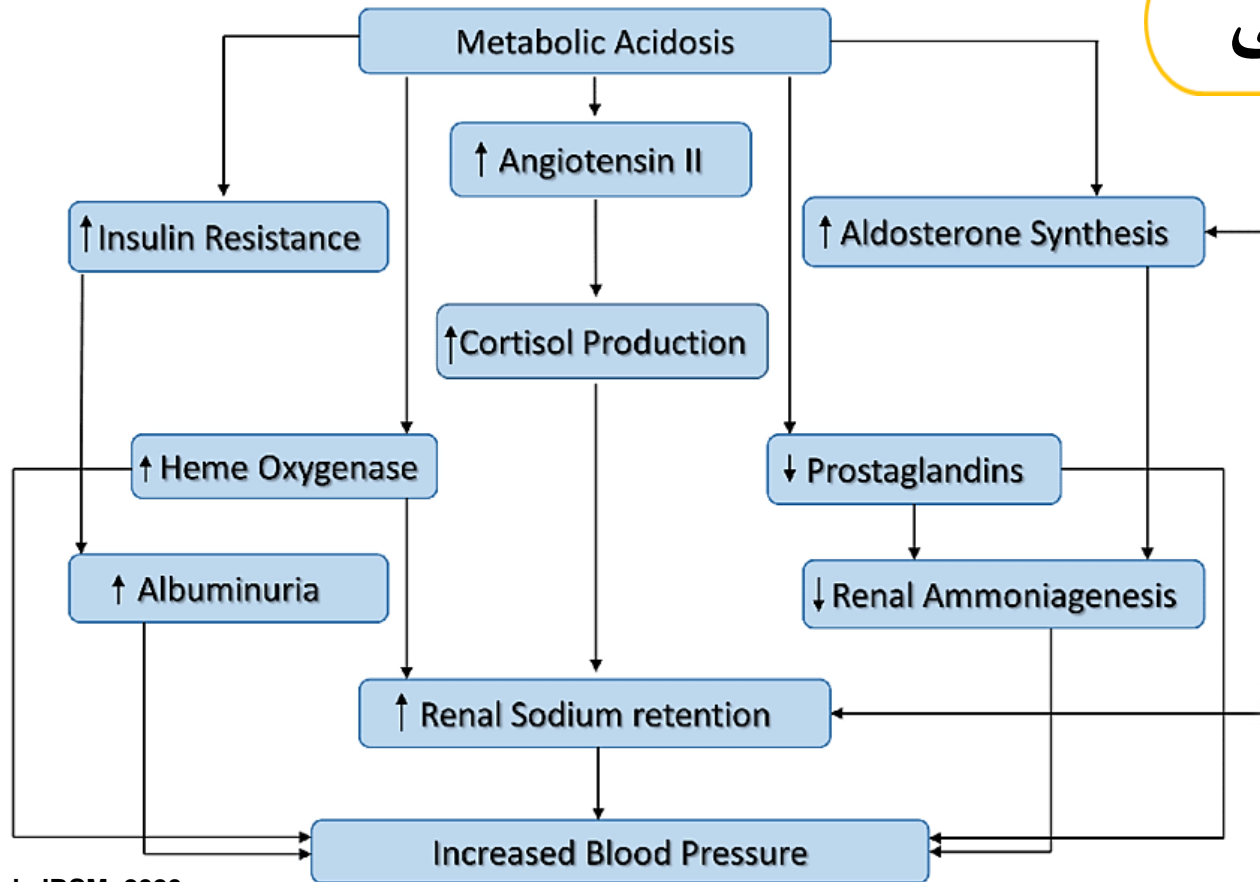 Metabolic Acidosis
↑ Angiotensin II
↑ Insulin Resistance
↑ Aldosterone Synthesis
↑ Cortisol Production
↑ Heme Oxygenase
↓ Prostaglandins
↑ Albuminuria
↓ Renal Ammoniagenesis
↑ Renal Sodium retention
Increased Blood Pressure